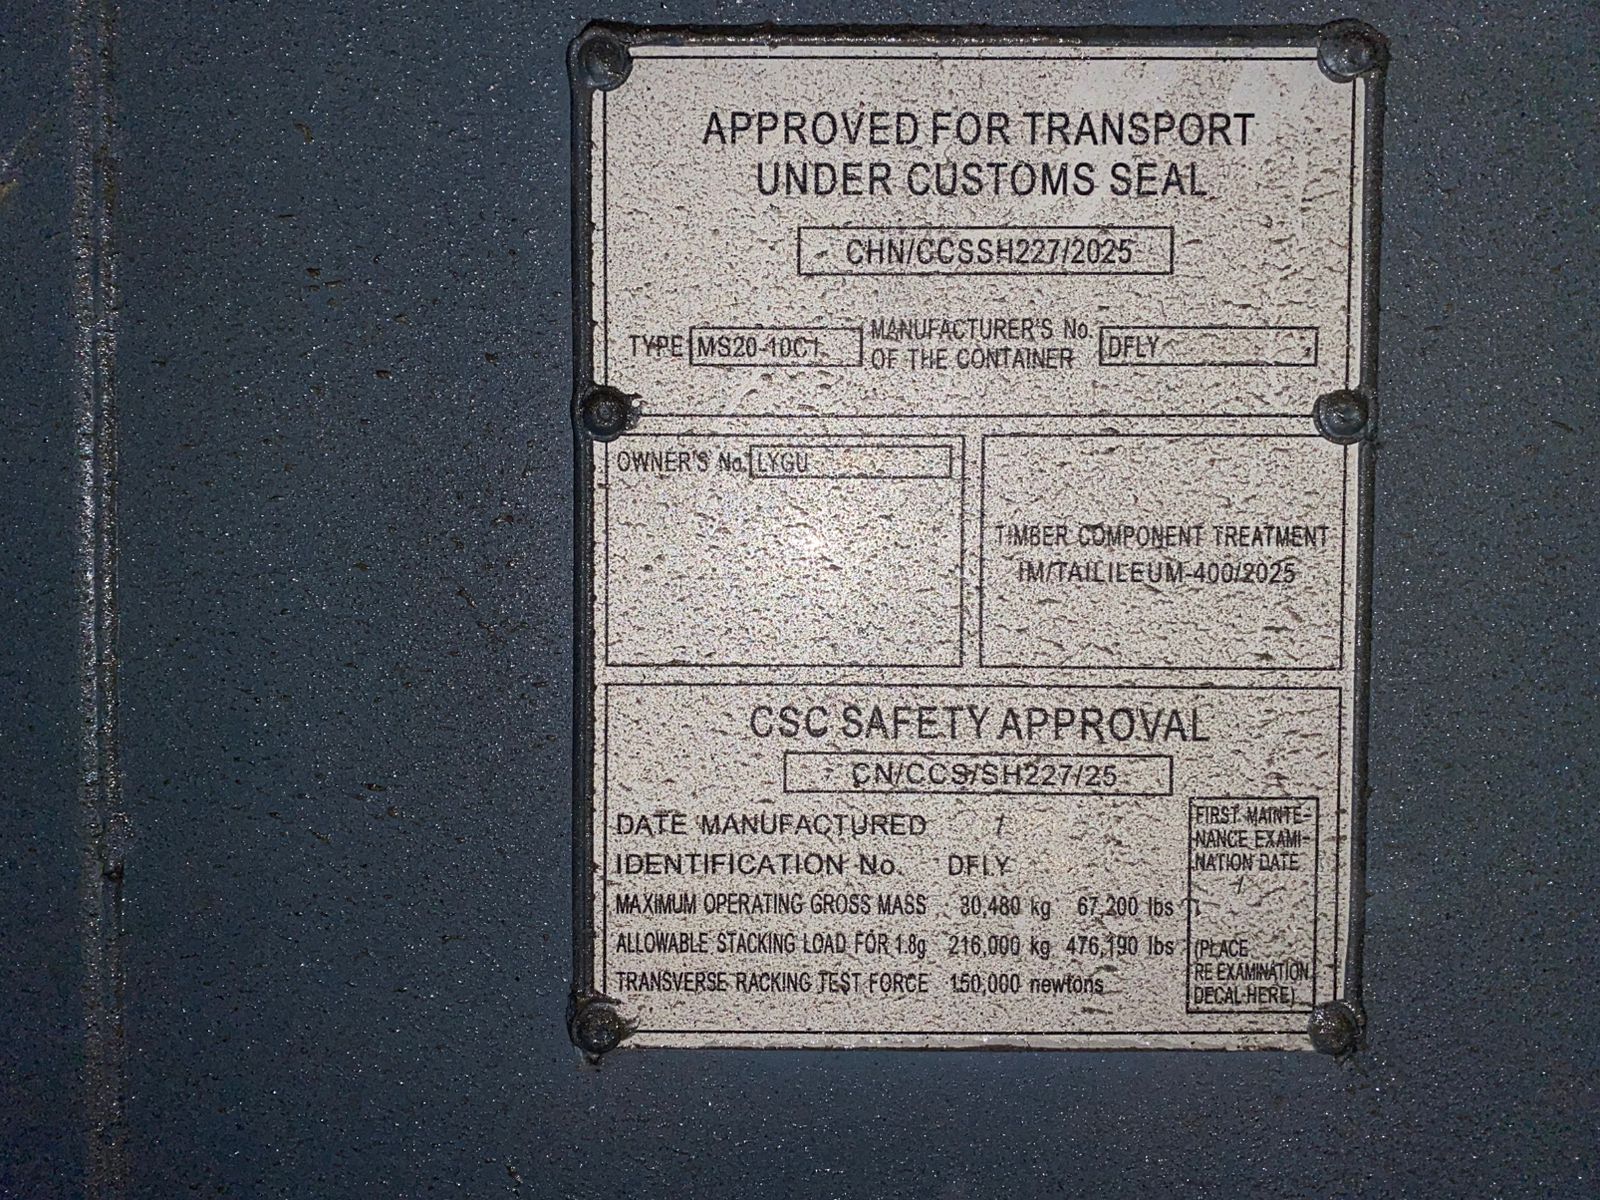 APPROVED FOR TRANSPORT
UNDER CUSTOMS SEAL
CHN/CCSSH227/2025
TYPE MS20-10C1
MANUFACTURER'S No.
OF THE CONTAINER
DFLY
OWNER'S No. LYGU
TIMBER COMPONENT TREATMENT
IM/TAILILEUM-400/2025
CSC SAFETY APPROVAL
CN/CCS/SH227/25
DATE MANUFACTURED /
IDENTIFICATION No. DFLY
MAXIMUM OPERATING GROSS MASS 30,480 kg 67,200 lbs
ALLOWABLE STACKING LOAD FOR 1.8g 216,000 kg 476,190 lbs
TRANSVERSE RACKING TEST FORCE 150,000 newtons
FIRST MAINTE-
NANCE EXAMI-
NATION DATE
/
(PLACE
RE EXAMINATION
DECAL HERE)